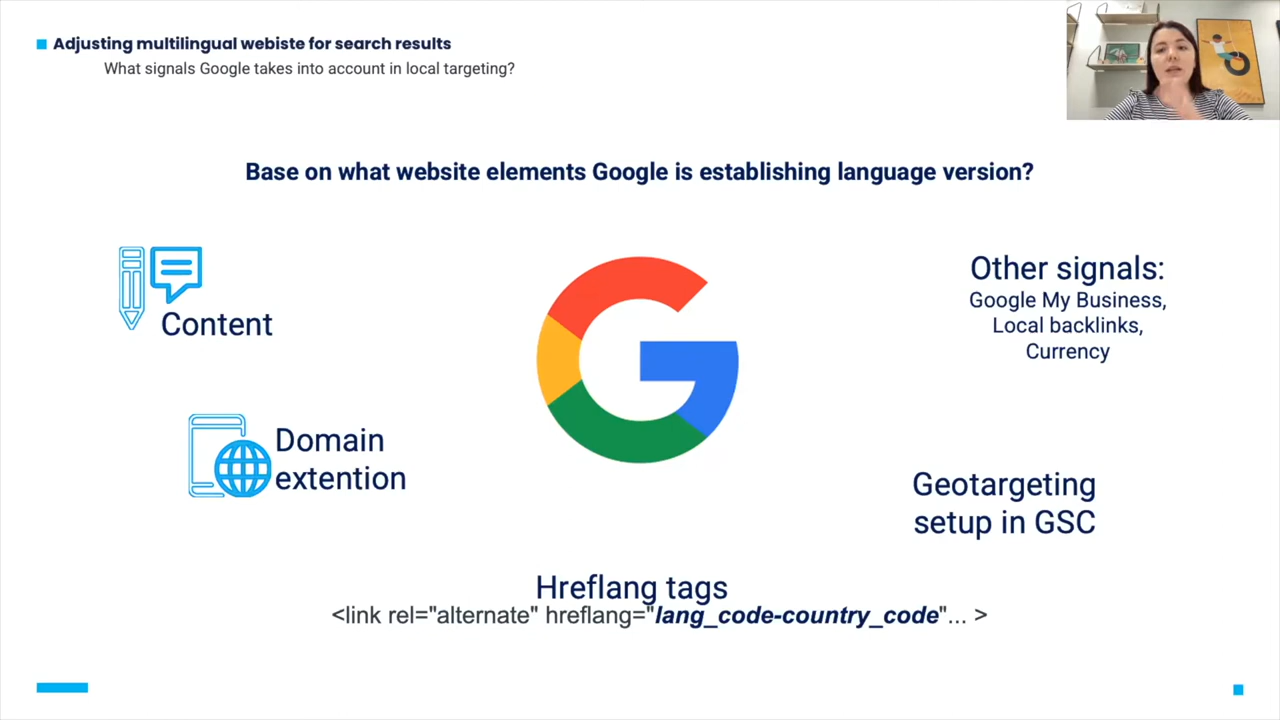 Adjusting multilingual webiste for search results
What signals Google takes into account in local targeting?
Base on what website elements Google is establishing language version?
Content
Domain
extention
Hreflang tags
<link rel="alternate" hreflang="lang_code-country_code"... >
Other signals:
Google My Business,
Local backlinks,
Currency
Geotargeting
setup in GSC